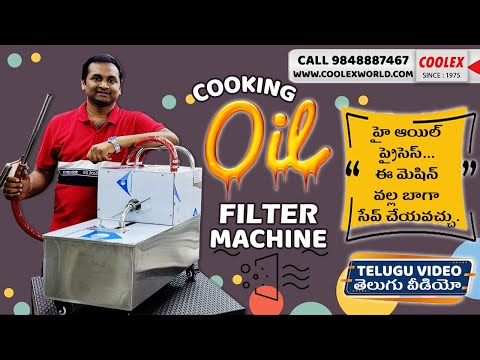 CALL 9848887467
WWW.COOLEXWORLD.COM
COOLEX
SINCE : 1975
COOKING
Oil
FILTER
MACHINE
“ హై ఆయిల్
ప్రైసెస్...
ఈ మెషిన్
వల్ల బాగా
సేవ్ చేయవచ్చు. ”
TELUGU VIDEO
తెలుగు వీడియో